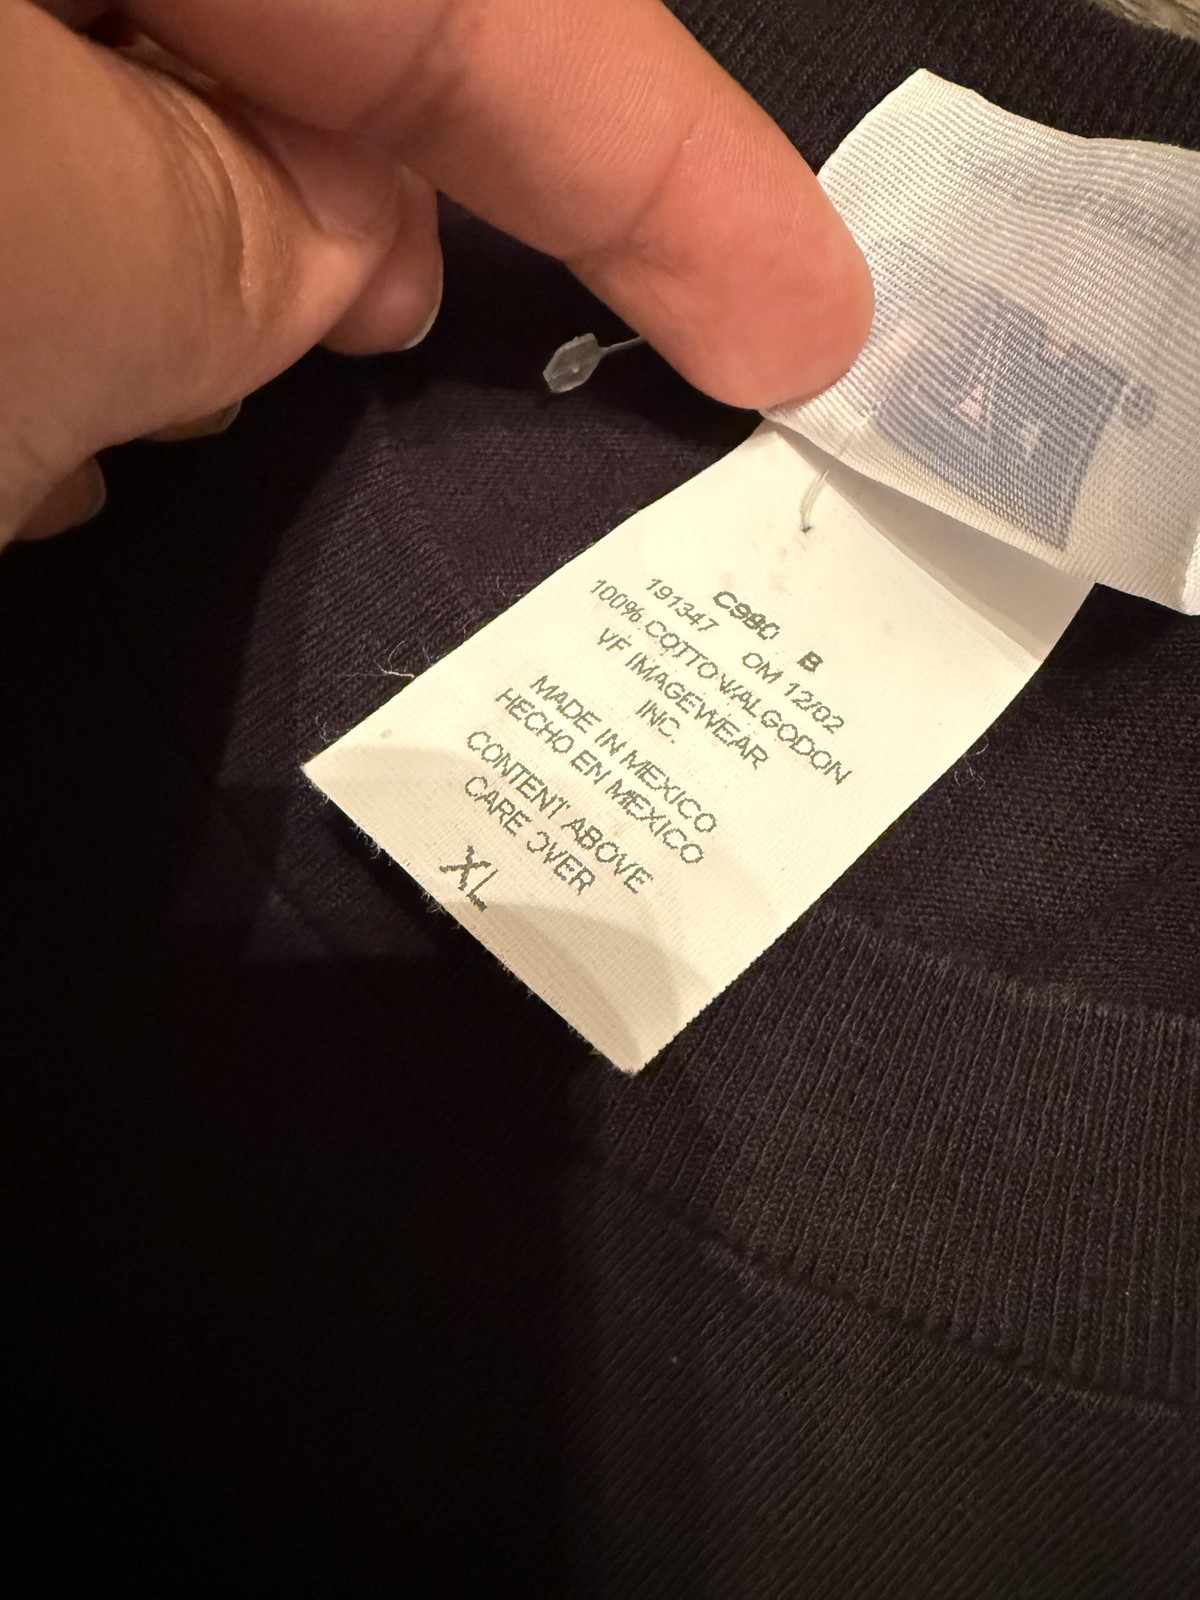 C980 B
191347 OM 12/02
100% COTTON/ALGODON
VF IMAGEWEAR
INC.
MADE IN MEXICO
HECHO EN MEXICO
CONTENT ABOVE
CARE OVER
XL